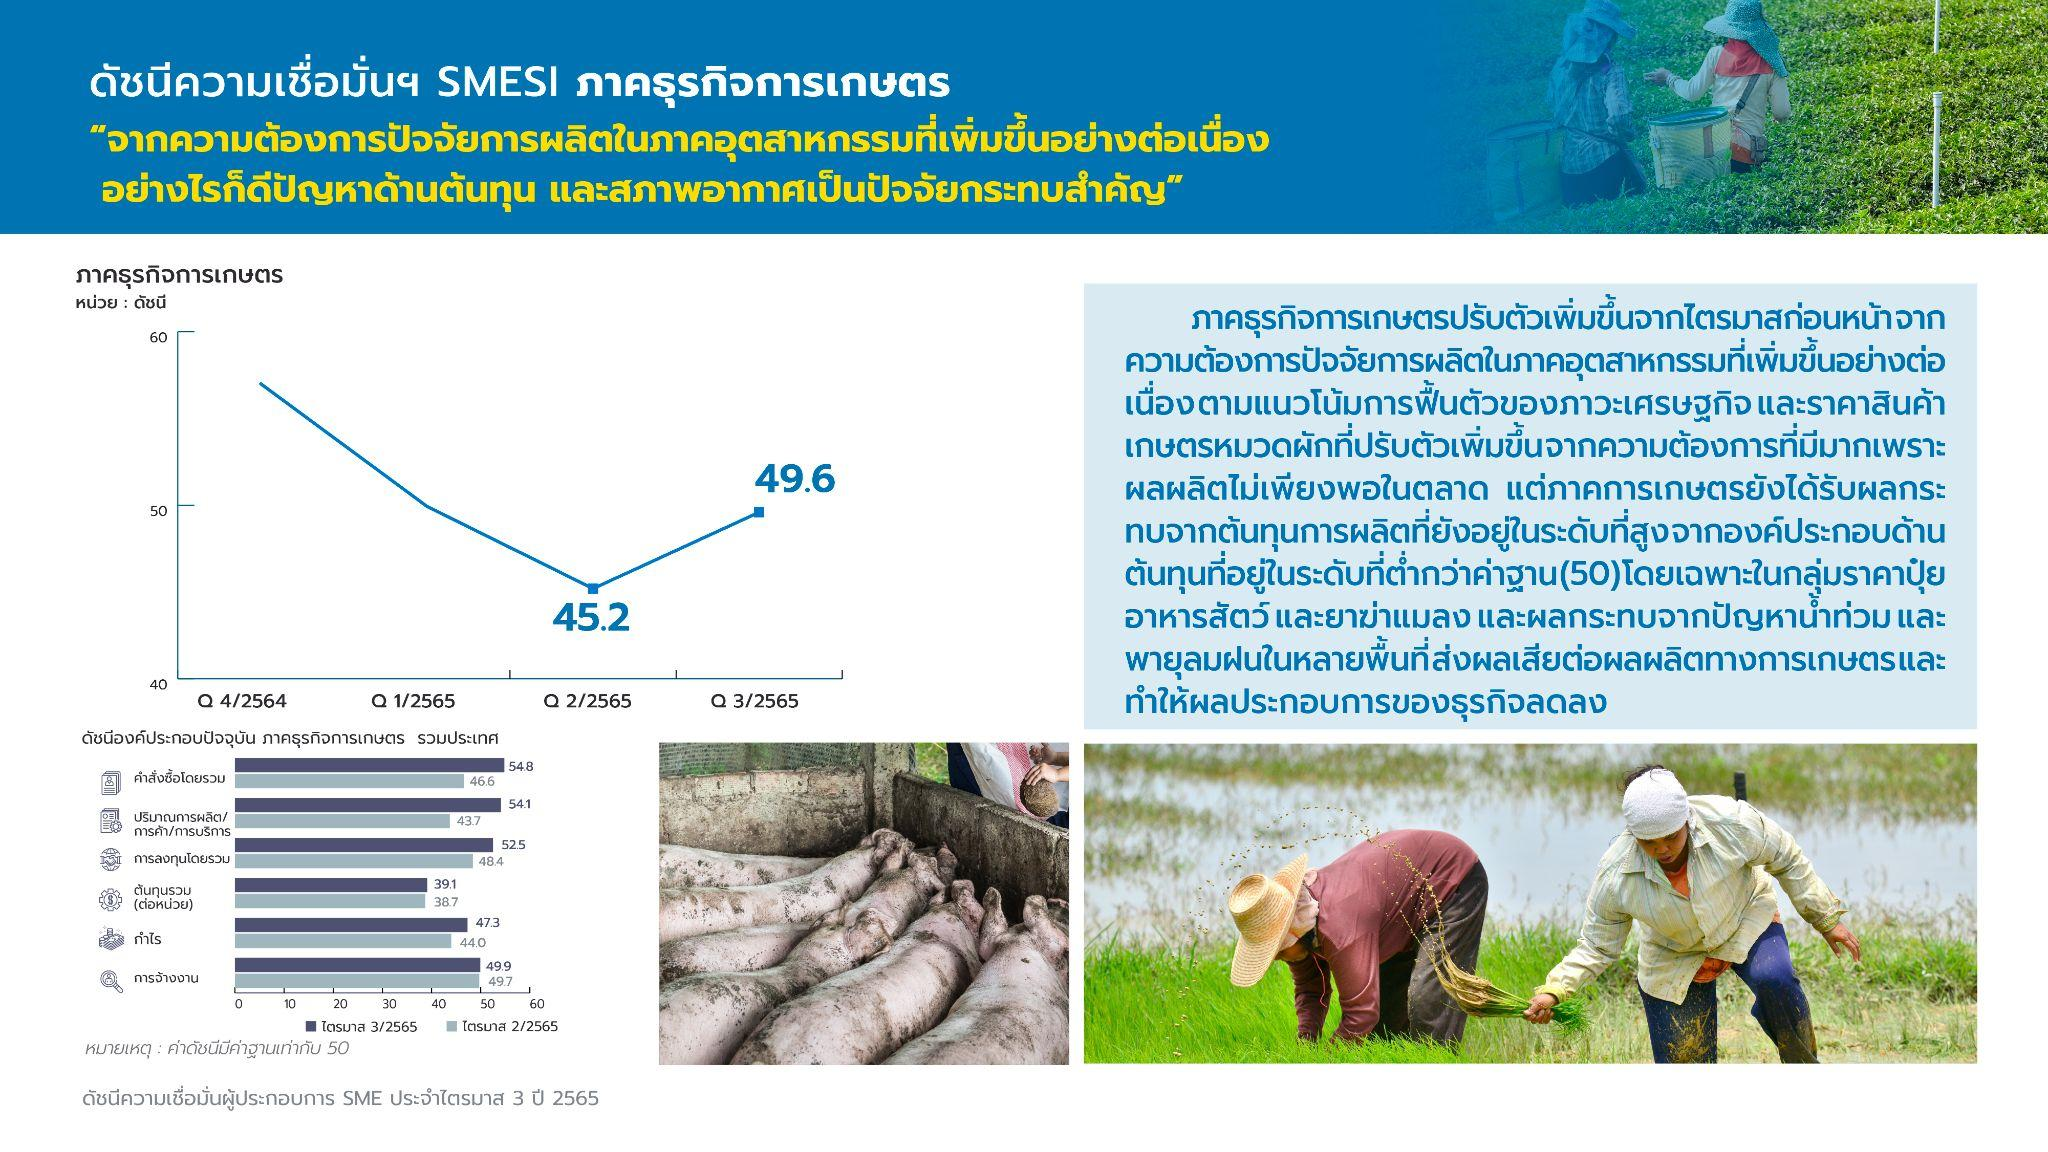 ดัชนีความเชื่อมั่นฯ SMESI ภาคธุรกิจการเกษตร
“จากความต้องการปัจจัยการผลิตในภาคอุตสาหกรรมที่เพิ่มขึ้นอย่างต่อเนื่อง
อย่างไรก็ดีปัญหาด้านต้นทุน และสภาพอากาศเป็นปัจจัยกระทบสำคัญ”
ภาคธุรกิจการเกษตร
หน่วย : ดัชนี
60
50
40
49.6
45.2
Q 4/2564 Q 1/2565 Q 2/2565 Q 3/2565
ภาคธุรกิจการเกษตรปรับตัวเพิ่มขึ้นจากไตรมาสก่อนหน้า จาก
ความต้องการปัจจัยการผลิตในภาคอุตสาหกรรมที่เพิ่มขึ้นอย่างต่อ
เนื่อง ตามแนวโน้มการฟื้นตัวของภาวะเศรษฐกิจ และราคาสินค้า
เกษตรหมวดผักที่ปรับตัวเพิ่มขึ้นจากความต้องการที่มีมากเพราะ
ผลผลิตไม่เพียงพอในตลาด แต่ภาคการเกษตรยังได้รับผลกระ
ทบจากต้นทุนการผลิตที่ยังอยู่ในระดับที่สูง จากองค์ประกอบด้าน
ต้นทุนที่อยู่ในระดับที่ต่ำกว่าค่าฐาน (50) โดยเฉพาะในกลุ่มราคาปุ๋ย
อาหารสัตว์ และยาฆ่าแมลง และผลกระทบจากปัญหาน้ำท่วม และ
พายุลมฝนในหลายพื้นที่ส่งผลเสียต่อผลผลิตทางการเกษตรและ
ทำให้ผลประกอบการของธุรกิจลดลง
ดัชนีองค์ประกอบปัจจุบัน ภาคธุรกิจการเกษตร รวมประเทศ
คำสั่งซื้อโดยรวม
54.8
46.6
ปริมาณการผลิต/
การค้า/การบริการ
54.1
43.7
การลงทุนโดยรวม
52.5
48.4
ต้นทุนรวม
(ต่อหน่วย)
39.1
38.7
กำไร
47.3
44.0
การจ้างงาน
49.9
49.7
0 10 20 30 40 50 60
ไตรมาส 3/2565 ไตรมาส 2/2565
หมายเหตุ : ค่าดัชนีมีค่าฐานเท่ากับ 50
ดัชนีความเชื่อมั่นผู้ประกอบการ SME ประจำไตรมาส 3 ปี 2565